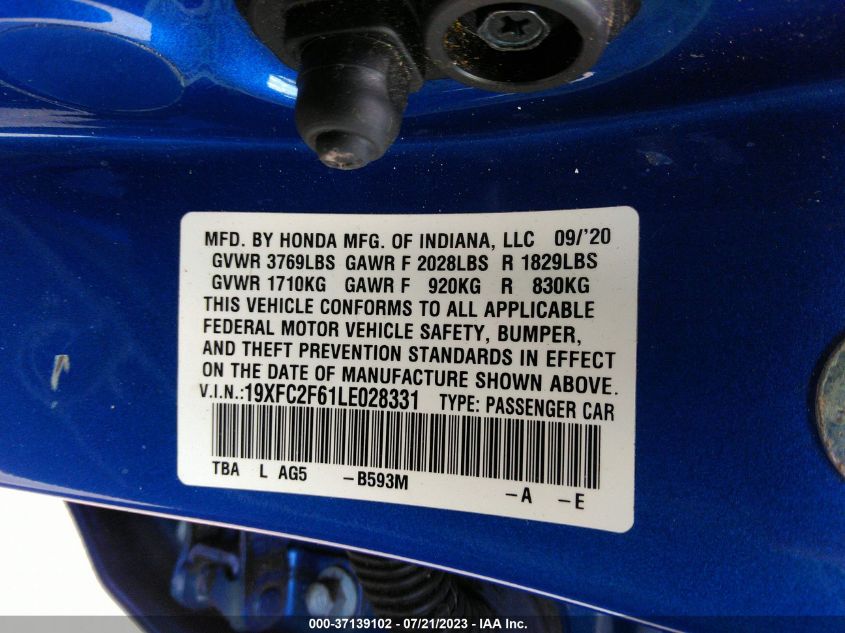 MFD. BY HONDA MFG. OF INDIANA, LLC 09/'20
GVWR 3769LBS GAWR F 2028LBS R 1829LBS
GVWR 1710KG GAWR F 920KG R 830KG
THIS VEHICLE CONFORMS TO ALL APPLICABLE
FEDERAL MOTOR VEHICLE SAFETY, BUMPER,
AND THEFT PREVENTION STANDARDS IN EFFECT
ON THE DATE OF MANUFACTURE SHOWN ABOVE.
V.I.N.:19XFC2F61LE028331 TYPE: PASSENGER CAR
TBA L AG5 -B593M -A -E
000-37139102 - 07/21/2023 - IAA Inc.